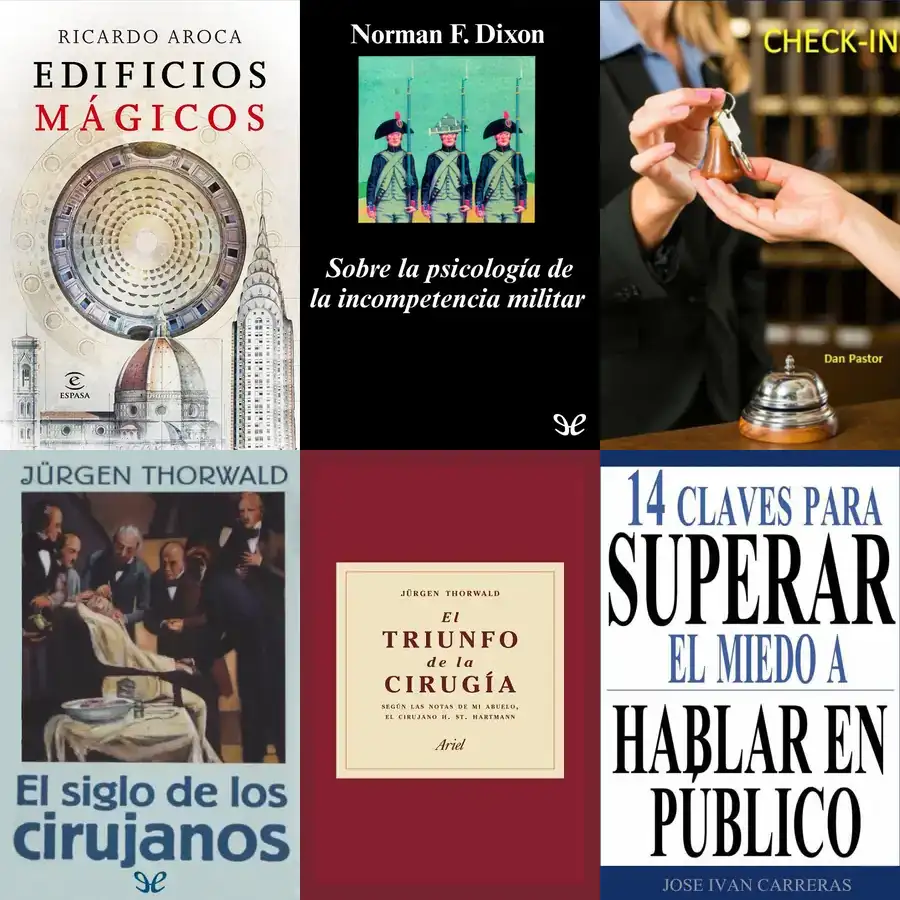 RICARDO AROCA
EDIFICIOS
MÁGICOS
e
ESPASA
Norman F. Dixon
Sobre la psicología de
la incompetencia militar
CHECK-IN
Dan Pastor
JÜRGEN THORWALD
El siglo de los
cirujanos
JÜRGEN THORWALD
El
TRIUNFO
de la
CIRUGÍA
SEGÚN LAS NOTAS DE MI ABUELO,
EL CIRUJANO H. ST. HARTMANN
Ariel
14 CLAVES PARA
SUPERAR
EL MIEDO A
HABLAR EN
PÚBLICO
JOSE IVAN CARRERAS